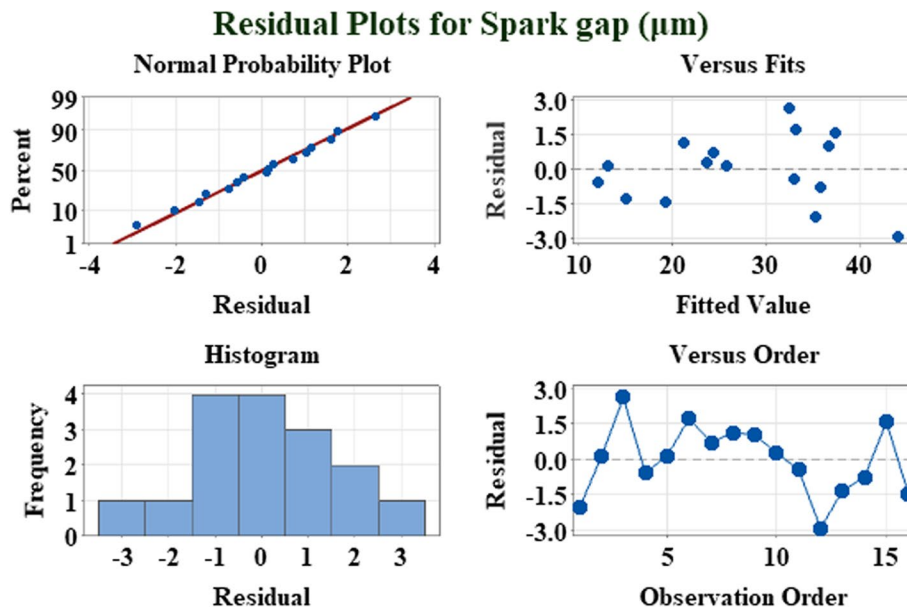 Residual Plots for Spark gap (µm)
Normal Probability Plot
Percent
99
90
50
10
1
-4 -2 0 2 4
Residual
Versus Fits
Residual
3.0
1.5
0.0
-1.5
-3.0
10 20 30 40
Fitted Value
Histogram
Frequency
4
3
2
1
0
-3 -2 -1 0 1 2 3
Residual
Versus Order
Residual
3.0
1.5
0.0
-1.5
-3.0
5 10 15
Observation Order